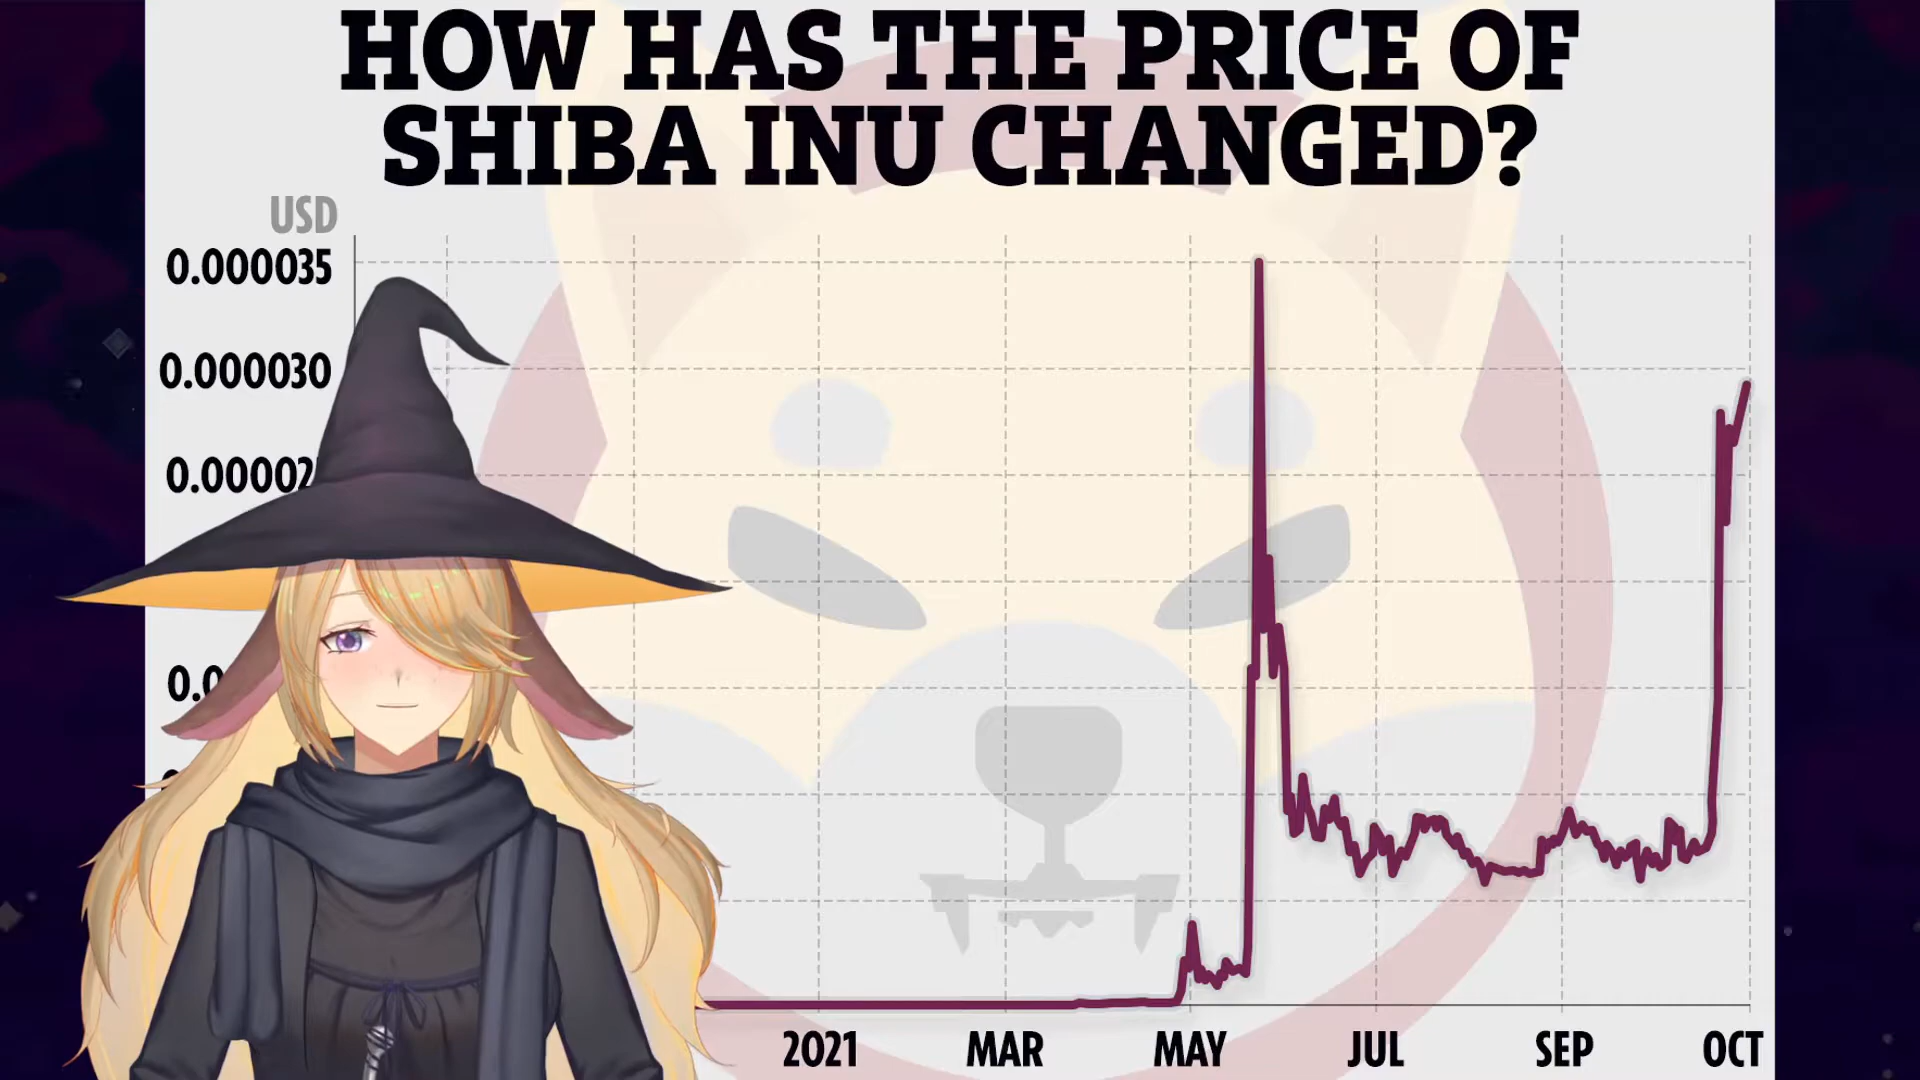 HOW HAS THE PRICE OF
SHIBA INU CHANGED?
USD
0.000035
0.000030
2021 MAR MAY JUL SEP OCT